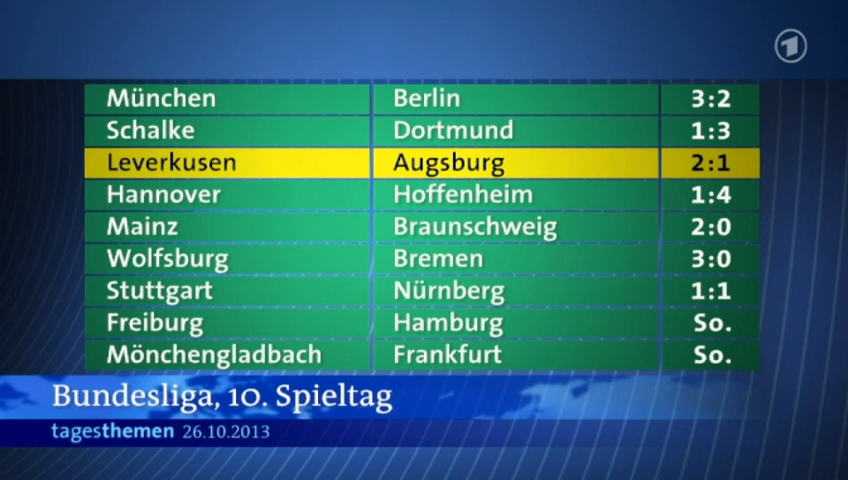 München Berlin 3:2
Schalke Dortmund 1:3
Leverkusen Augsburg 2:1
Hannover Hoffenheim 1:4
Mainz Braunschweig 2:0
Wolfsburg Bremen 3:0
Stuttgart Nürnberg 1:1
Freiburg Hamburg So.
Mönchengladbach Frankfurt So.
Bundesliga, 10. Spieltag
tagesthemen 26.10.2013